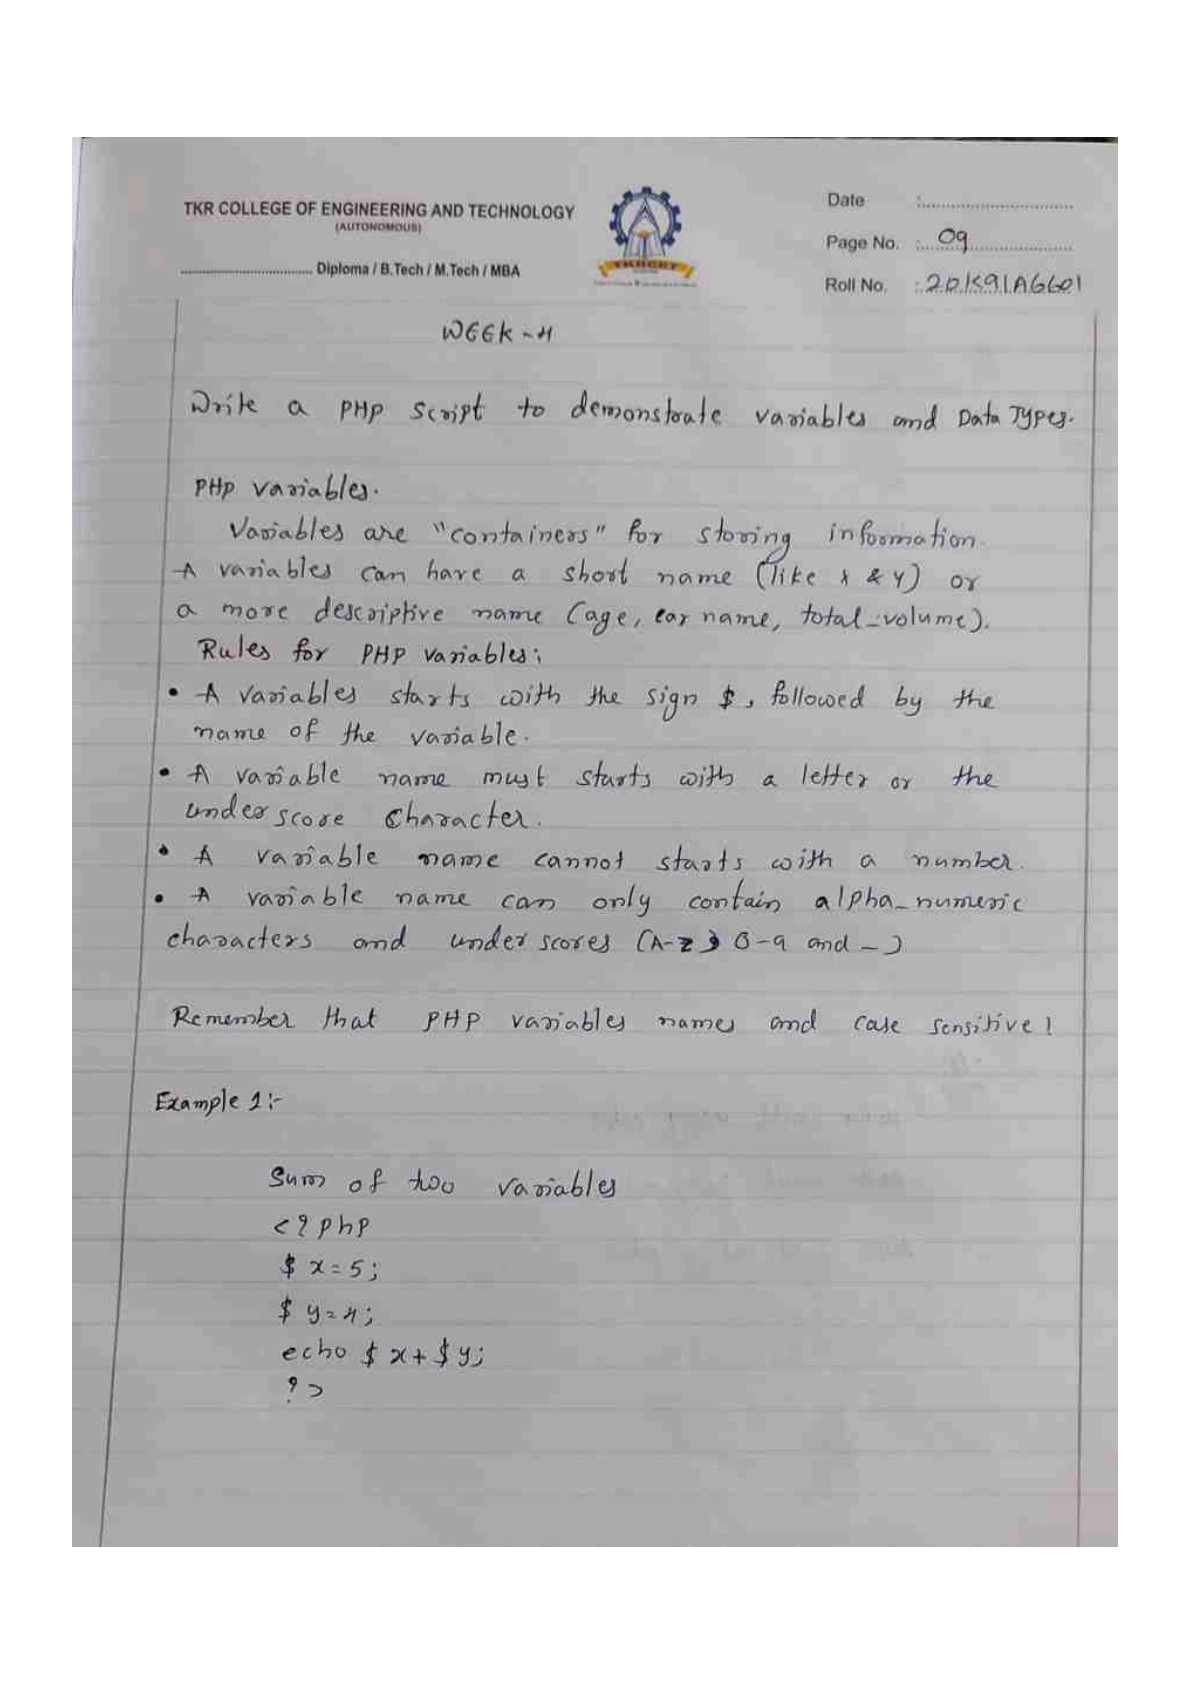 TKR COLLEGE OF ENGINEERING AND TECHNOLOGY
(AUTONOMOUS)
Diploma / B.Tech / M.Tech / MBA
TKRCET
Date :
Page No. : 09
Roll No. : 20K91A6601
WEEK - 4
Write a PHP Script to demonstrate variables and Data Types.
PHP variables.
Variables are "containers" for storing information.
A variables can have a short name (like x & y) or
a more descriptive name (age, car name, total_volume).
Rules for PHP variables:
• A variables starts with the sign $, followed by the
name of the variable.
• A variable name must starts with a letter or the
underscore character.
• A variable name cannot starts with a number.
• A variable name can only contain alpha_numeric
characters and underscores (A-z, 0-9 and _)
Remember that PHP variables names and case sensitive!
Example 1:-
Sum of two variables
<?php
$ x=5;
$ y=4;
echo $ x+$y;
?>